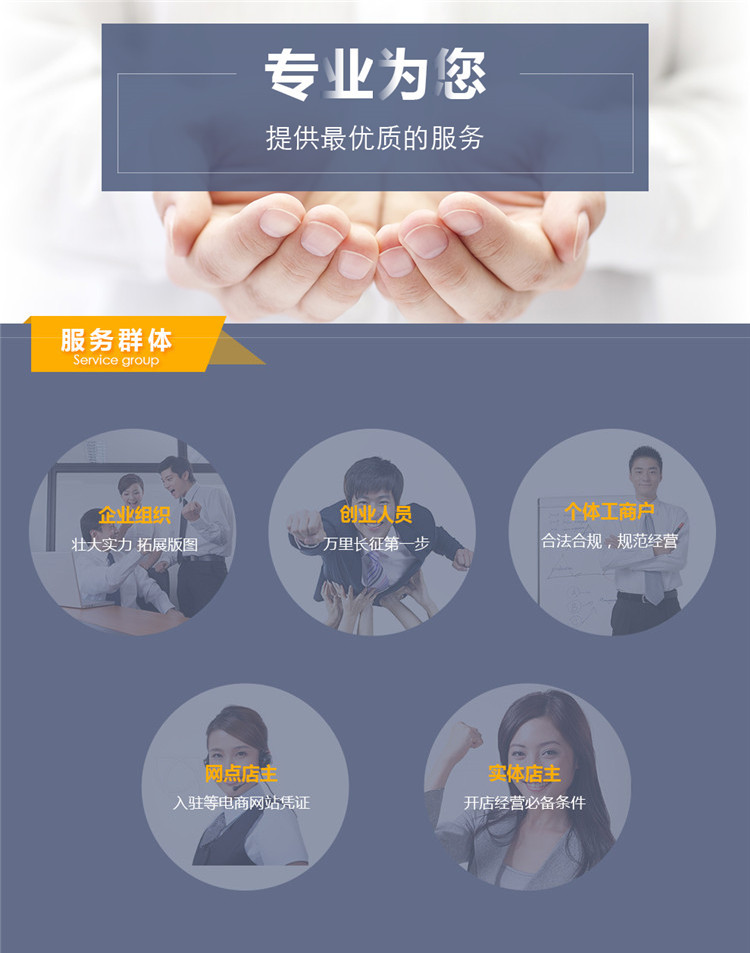 专业为您
提供最优质的服务
服务群体
Service group
企业组织
壮大实力 拓展版图
创业人员
万里长征第一步
个体工商户
合法合规，规范经营
网点店主
入驻等电商网站凭证
实体店主
开店经营必备条件